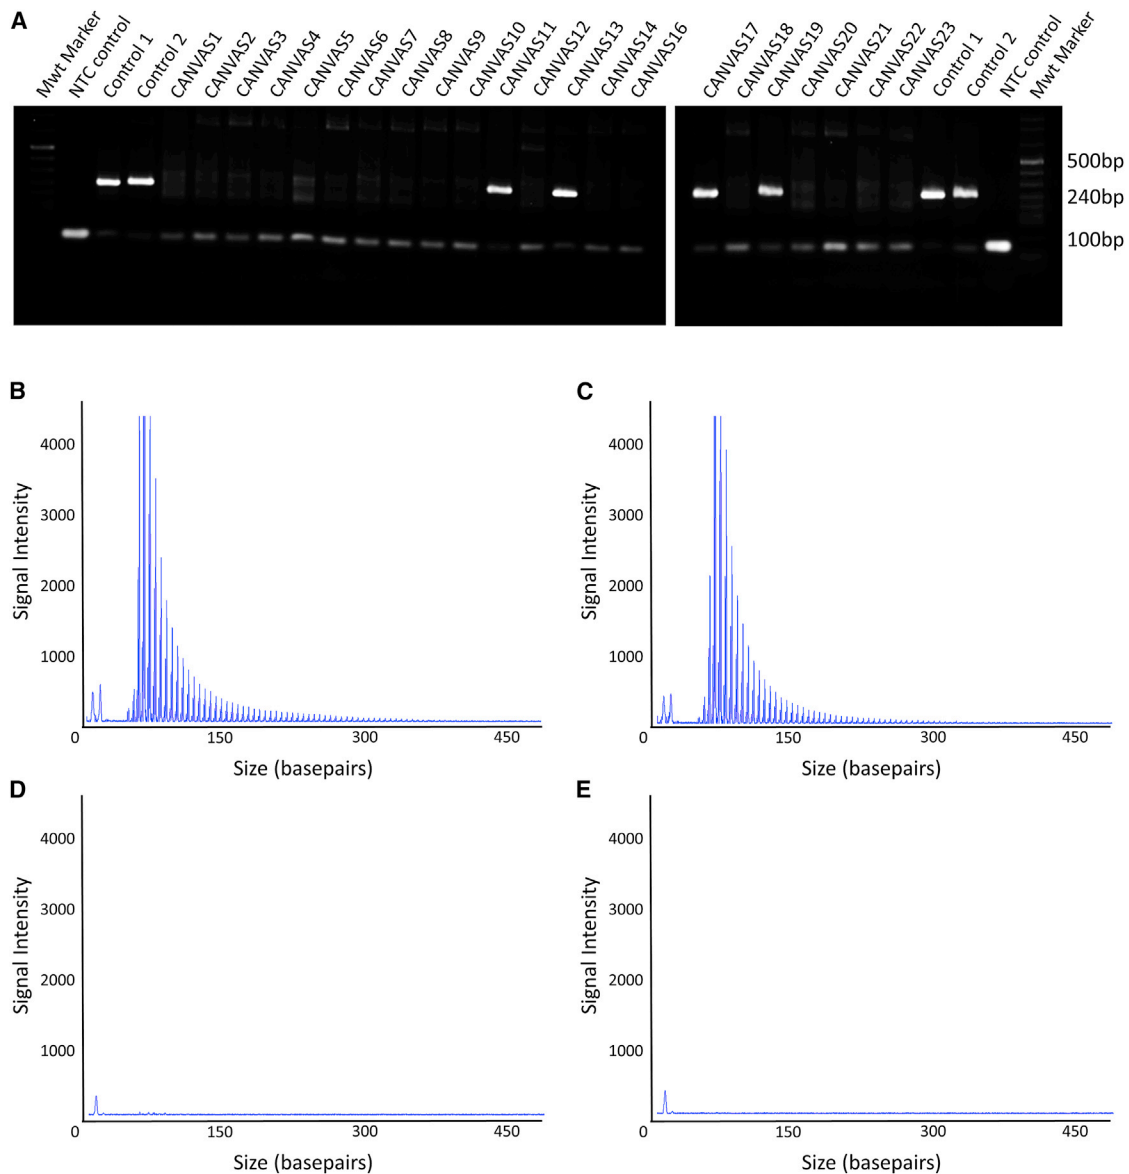 A
Mwt Marker
NTC control
Control 1
Control 2
CANVAS1
CANVAS2
CANVAS3
CANVAS4
CANVAS5
CANVAS6
CANVAS7
CANVAS8
CANVAS9
CANVAS10
CANVAS11
CANVAS12
CANVAS13
CANVAS14
CANVAS16
CANVAS17
CANVAS18
CANVAS19
CANVAS20
CANVAS21
CANVAS22
CANVAS23
Control 1
Control 2
NTC control
Mwt Marker
500bp
240bp
100bp
B
Signal Intensity
4000
3000
2000
1000
0 150 300 450
Size (basepairs)
C
Signal Intensity
4000
3000
2000
1000
0 150 300 450
Size (basepairs)
D
Signal Intensity
4000
3000
2000
1000
0 150 300 450
Size (basepairs)
E
Signal Intensity
4000
3000
2000
1000
0 150 300 450
Size (basepairs)